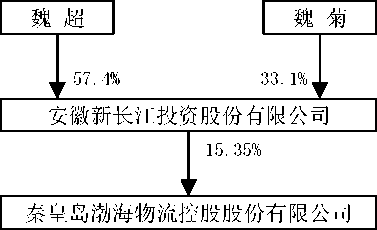 魏 超 魏 菊
57.4% 33.1%
安徽新长江投资股份有限公司
15.35%
秦皇岛渤海物流控股股份有限公司